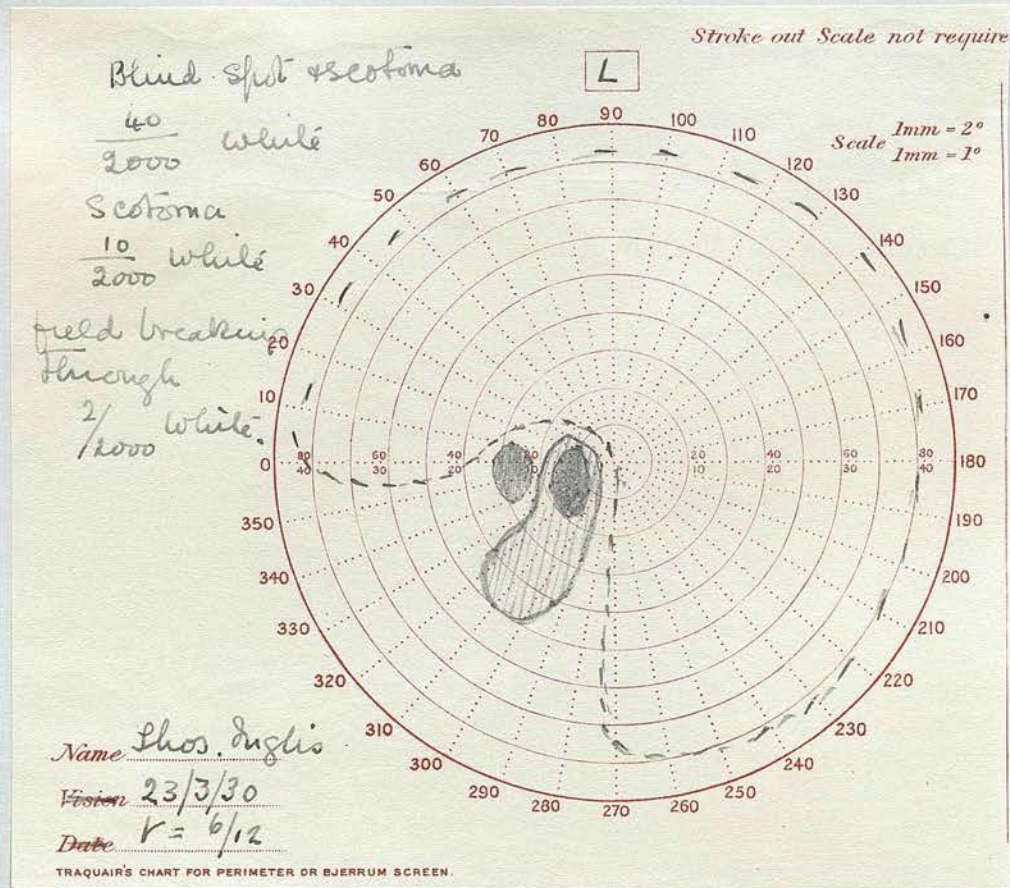 Stroke out Scale not require
L
Blind Spot & scotoma
40
2000 white
Scotoma
10
2000 white
field breaking
through
2/2000 white.
Scale 1mm = 2°
1mm = 1°
90
100
110
120
130
140
150
160
170
180
190
200
210
220
230
240
250
260
270
280
290
300
310
320
330
340
350
0
10
20
30
40
50
60
70
80
80 60 40 20 20 40 60 80
40 30 20 10 10 20 30 40
Name Thos. Inglis
Vision 23/3/30
Date V = 6/12
TRAQUAIR'S CHART FOR PERIMETER OR BJERRUM SCREEN.